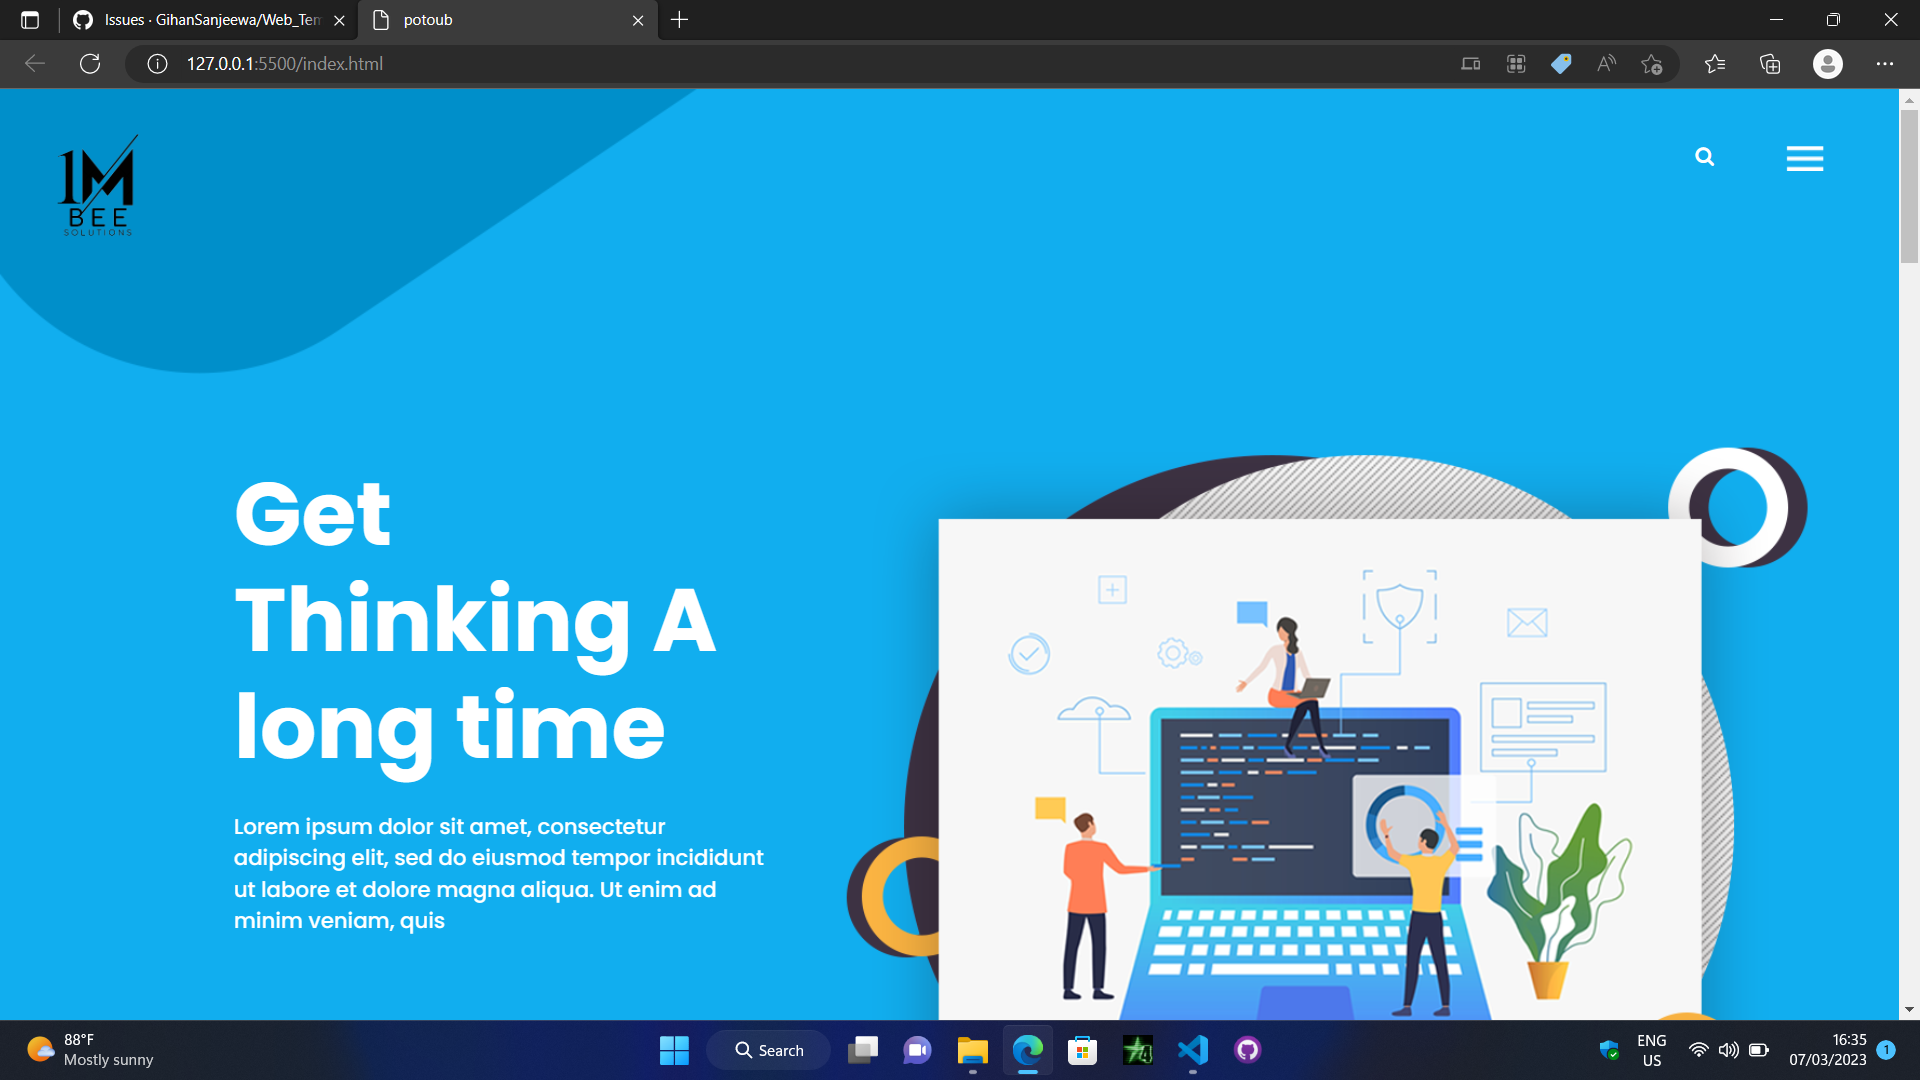 Issues · GihanSanjeewa/Web_Tem
potoub
127.0.0.1:5500/index.html
1M
BEE
SOLUTIONS
Get
Thinking A
long time
Lorem ipsum dolor sit amet, consectetur
adipiscing elit, sed do eiusmod tempor incididunt
ut labore et dolore magna aliqua. Ut enim ad
minim veniam, quis
88°F
Mostly sunny
Search
ENG
US
16:35
07/03/2023
1